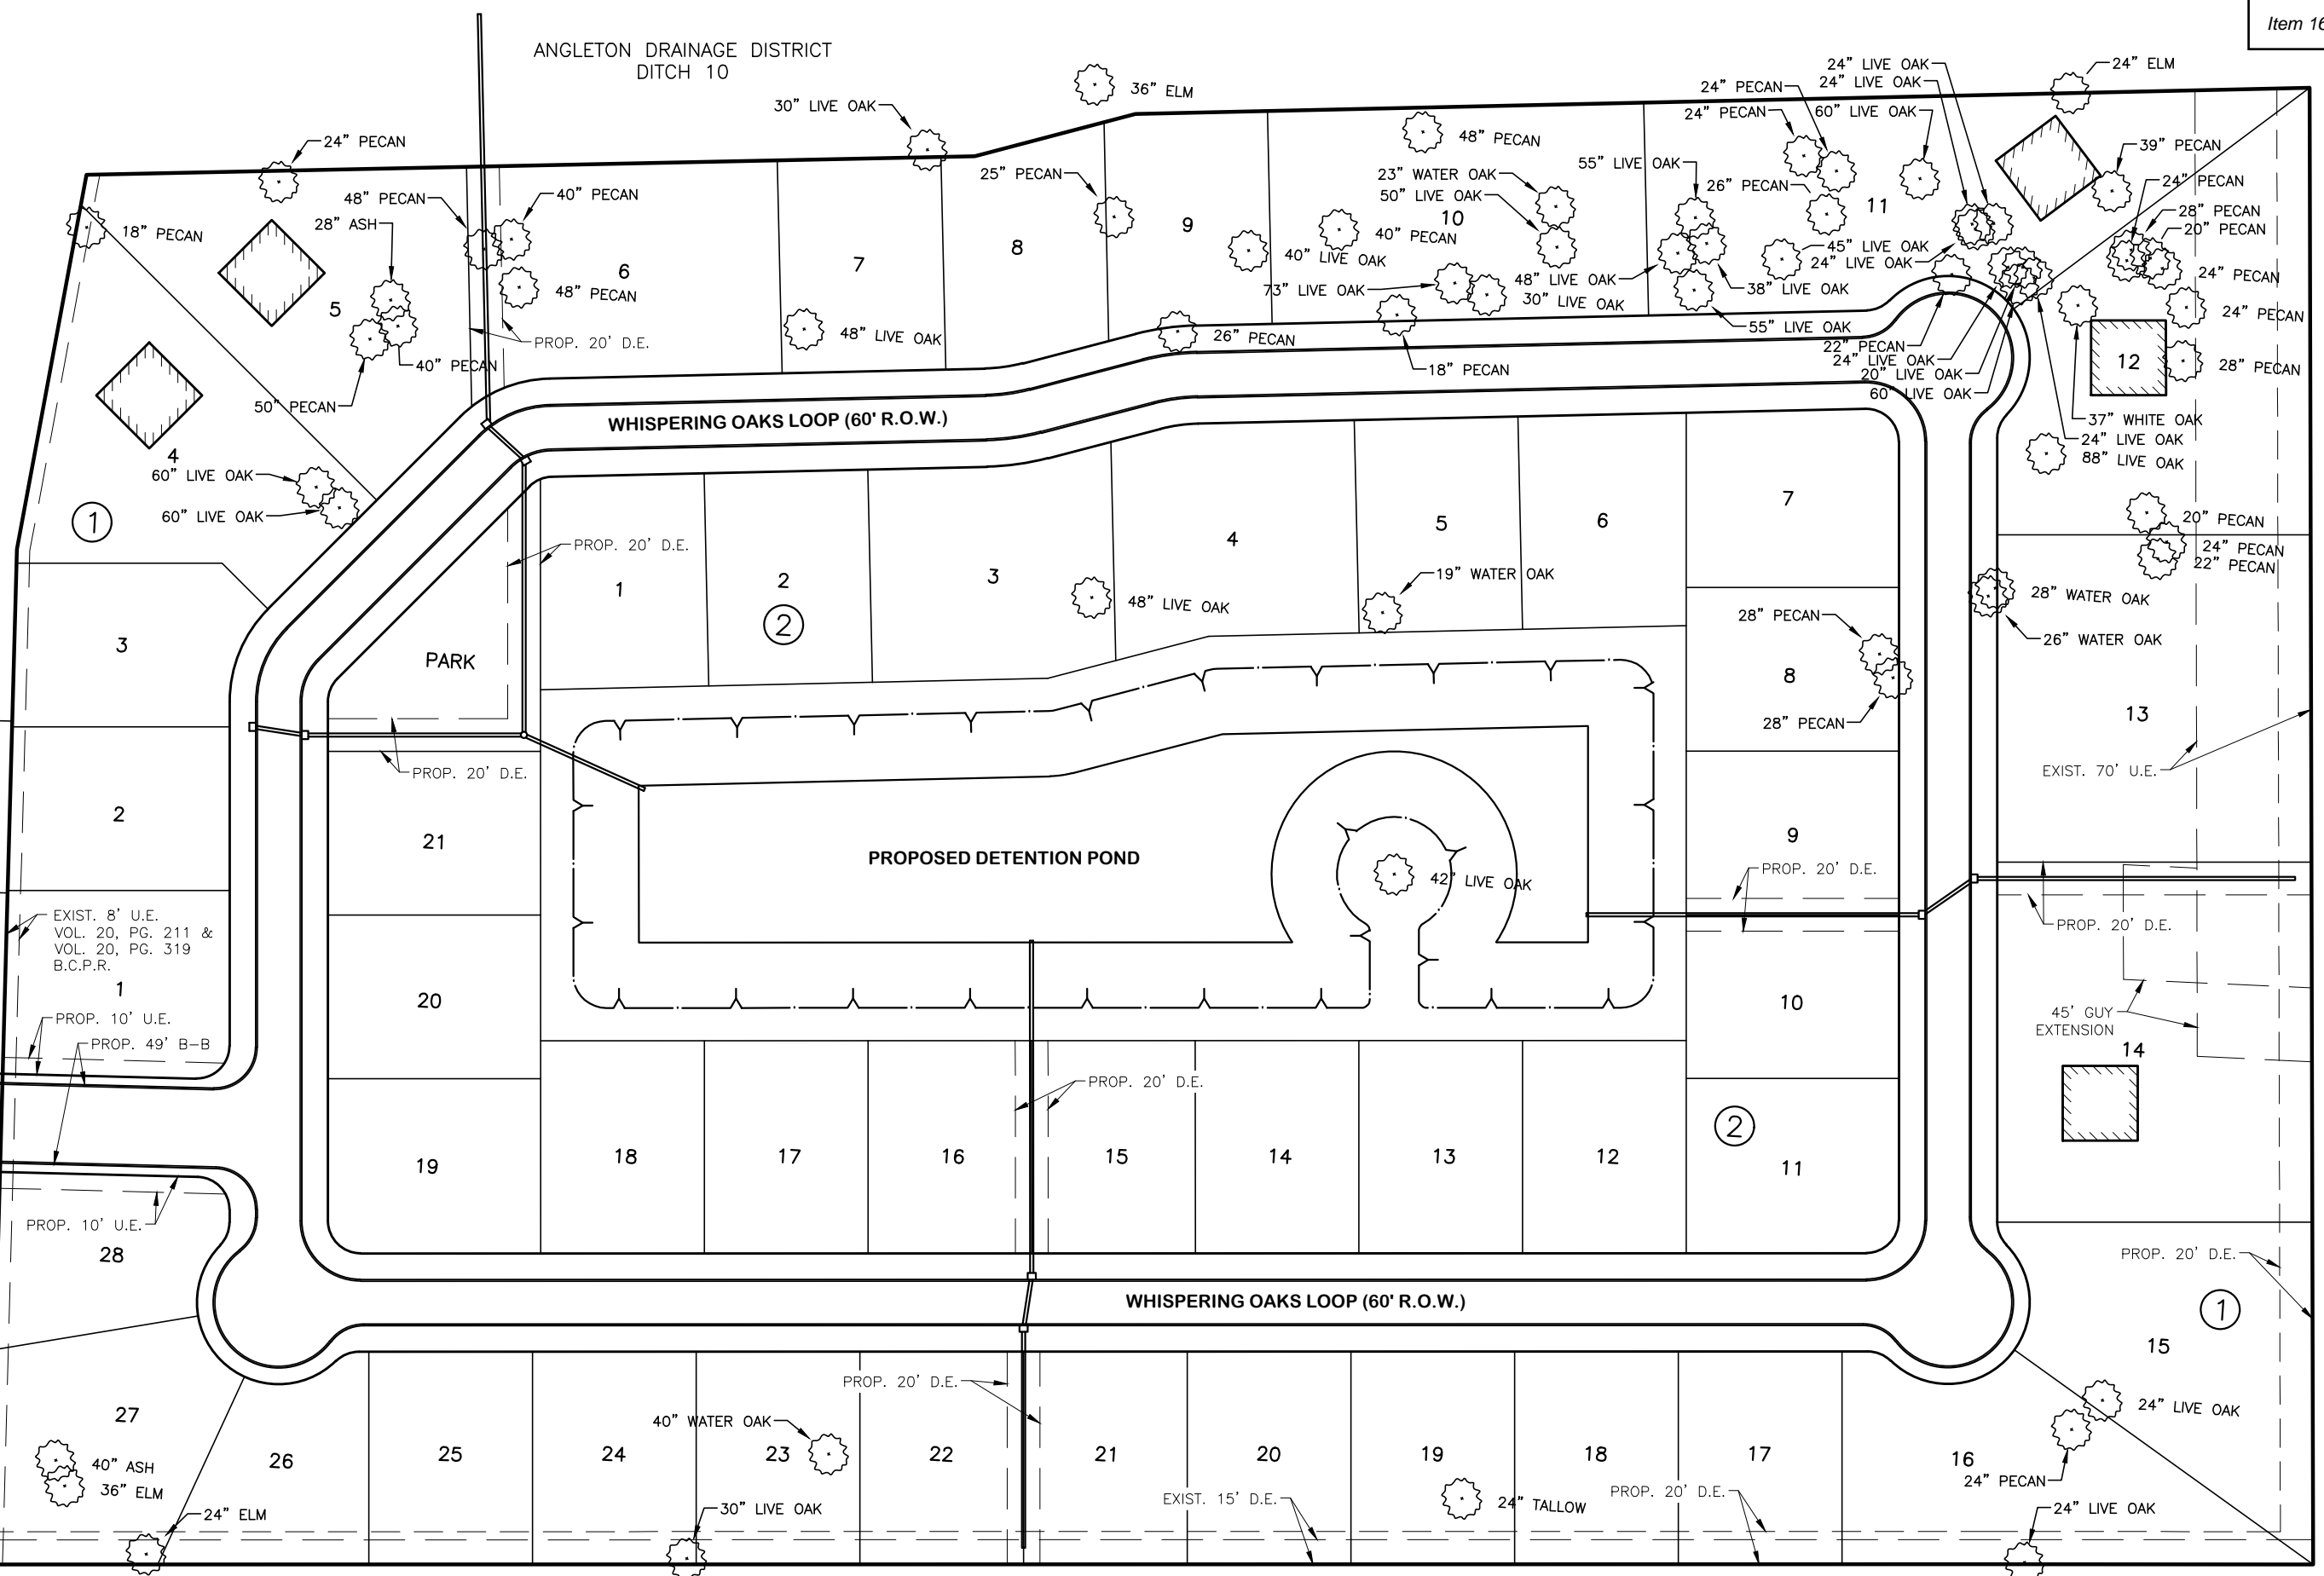 Item 16
ANGLETON DRAINAGE DISTRICT
DITCH 10
36" ELM
30" LIVE OAK
24" PECAN
18" PECAN
48" PECAN
28" ASH
40" PECAN
48" PECAN
5
6
7
8
9
10
11
50" PECAN
40" PECAN
PROP. 20' D.E.
48" LIVE OAK
25" PECAN
26" PECAN
40" LIVE OAK
40" PECAN
48" PECAN
23" WATER OAK
50" LIVE OAK
73" LIVE OAK
30" LIVE OAK
18" PECAN
55" LIVE OAK
48" LIVE OAK
38" LIVE OAK
55" LIVE OAK
24" PECAN
24" PECAN
26" PECAN
60" LIVE OAK
24" LIVE OAK
24" LIVE OAK
24" ELM
39" PECAN
24" PECAN
28" PECAN
20" PECAN
24" PECAN
24" PECAN
28" PECAN
45" LIVE OAK
24" LIVE OAK
22" PECAN
24" LIVE OAK
20" LIVE OAK
60" LIVE OAK
12
37" WHITE OAK
24" LIVE OAK
88" LIVE OAK
20" PECAN
24" PECAN
22" PECAN
28" WATER OAK
26" WATER OAK
4
60" LIVE OAK
60" LIVE OAK
1
WHISPERING OAKS LOOP (60' R.O.W.)
PROP. 20' D.E.
PARK
3
2
1
2
2
3
4
5
6
7
48" LIVE OAK
19" WATER OAK
28" PECAN
8
28" PECAN
13
EXIST. 70' U.E.
PROP. 20' D.E.
21
PROPOSED DETENTION POND
42" LIVE OAK
9
PROP. 20' D.E.
PROP. 20' D.E.
EXIST. 8' U.E.
VOL. 20, PG. 211 &
VOL. 20, PG. 319
B.C.P.R.
1
PROP. 10' U.E.
PROP. 49' B-B
20
10
45' GUY
EXTENSION
14
PROP. 20' D.E.
19
18
17
16
15
14
13
12
2
11
PROP. 10' U.E.
28
WHISPERING OAKS LOOP (60' R.O.W.)
PROP. 20' D.E.
1
15
PROP. 20' D.E.
27
26
25
24
23
22
21
20
19
18
17
16
40" ASH
36" ELM
24" ELM
40" WATER OAK
30" LIVE OAK
EXIST. 15' D.E.
24" TALLOW
PROP. 20' D.E.
24" LIVE OAK
24" PECAN
24" LIVE OAK